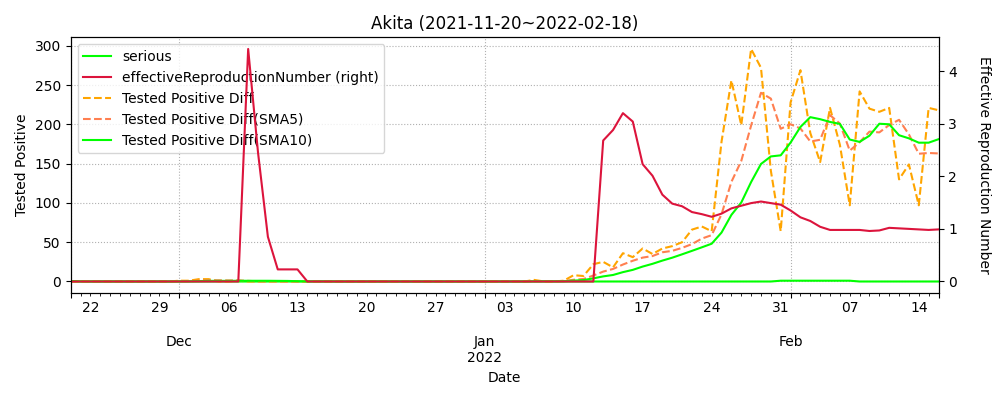 Akita (2021-11-20~2022-02-18)
serious
effectiveReproductionNumber (right)
Tested Positive Diff
Tested Positive Diff(SMA5)
Tested Positive Diff(SMA10)
Tested Positive
300
250
200
150
100
50
0
Effective Reproduction Number
4
3
2
1
0
22 29 06 13 20 27 03 10 17 24 31 07 14
Dec Jan Feb
2022
Date